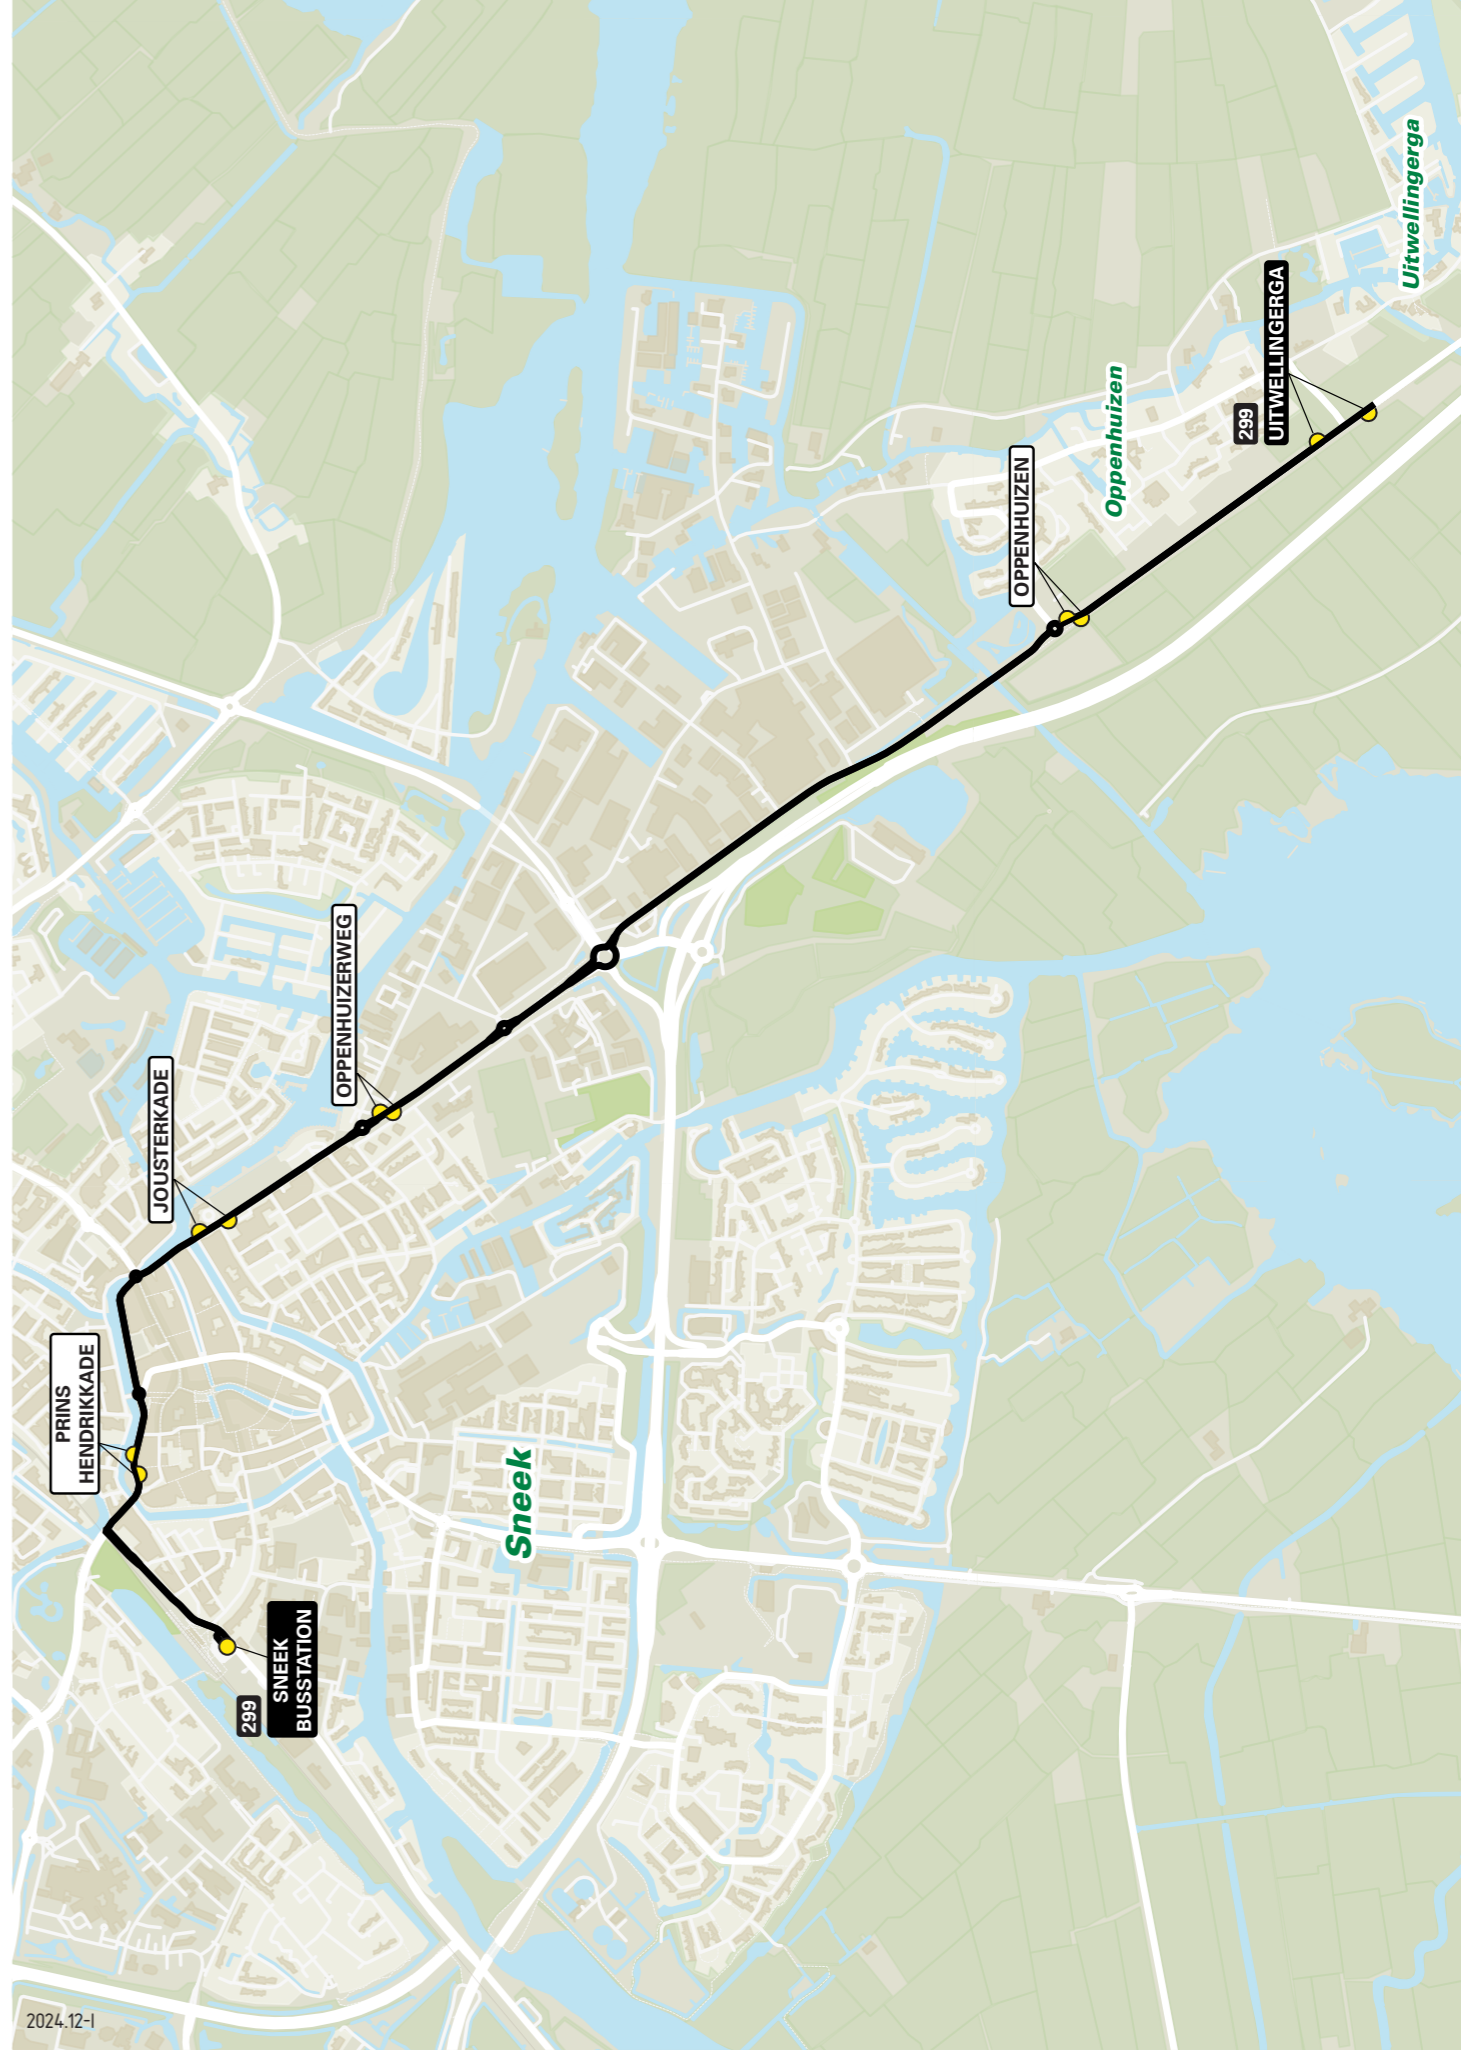 Uitwellingerga
299
UITWELLINGERGA
Oppenhuizen
OPPENHUIZEN
OPPENHUIZERWEG
JOUSTERKADE
PRINS
HENDRIKKADE
Sneek
299
SNEEK
BUSSTATION
2024.12-I